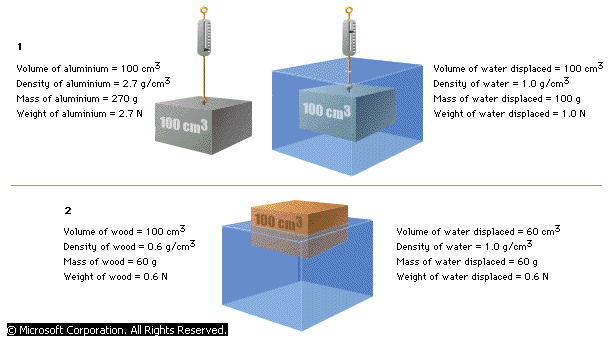 1
Volume of aluminium = 100 cm³
Density of aluminium = 2.7 g/cm³
Mass of aluminium = 270 g
Weight of aluminium = 2.7 N
100 cm³
100 cm³
Volume of water displaced = 100 cm³
Density of water = 1.0 g/cm³
Mass of water displaced = 100 g
Weight of water displaced = 1.0 N
2
Volume of wood = 100 cm³
Density of wood = 0.6 g/cm³
Mass of wood = 60 g
Weight of wood = 0.6 N
100 cm³
Volume of water displaced = 60 cm³
Density of water = 1.0 g/cm³
Mass of water displaced = 60 g
Weight of water displaced = 0.6 N
© Microsoft Corporation. All Rights Reserved.